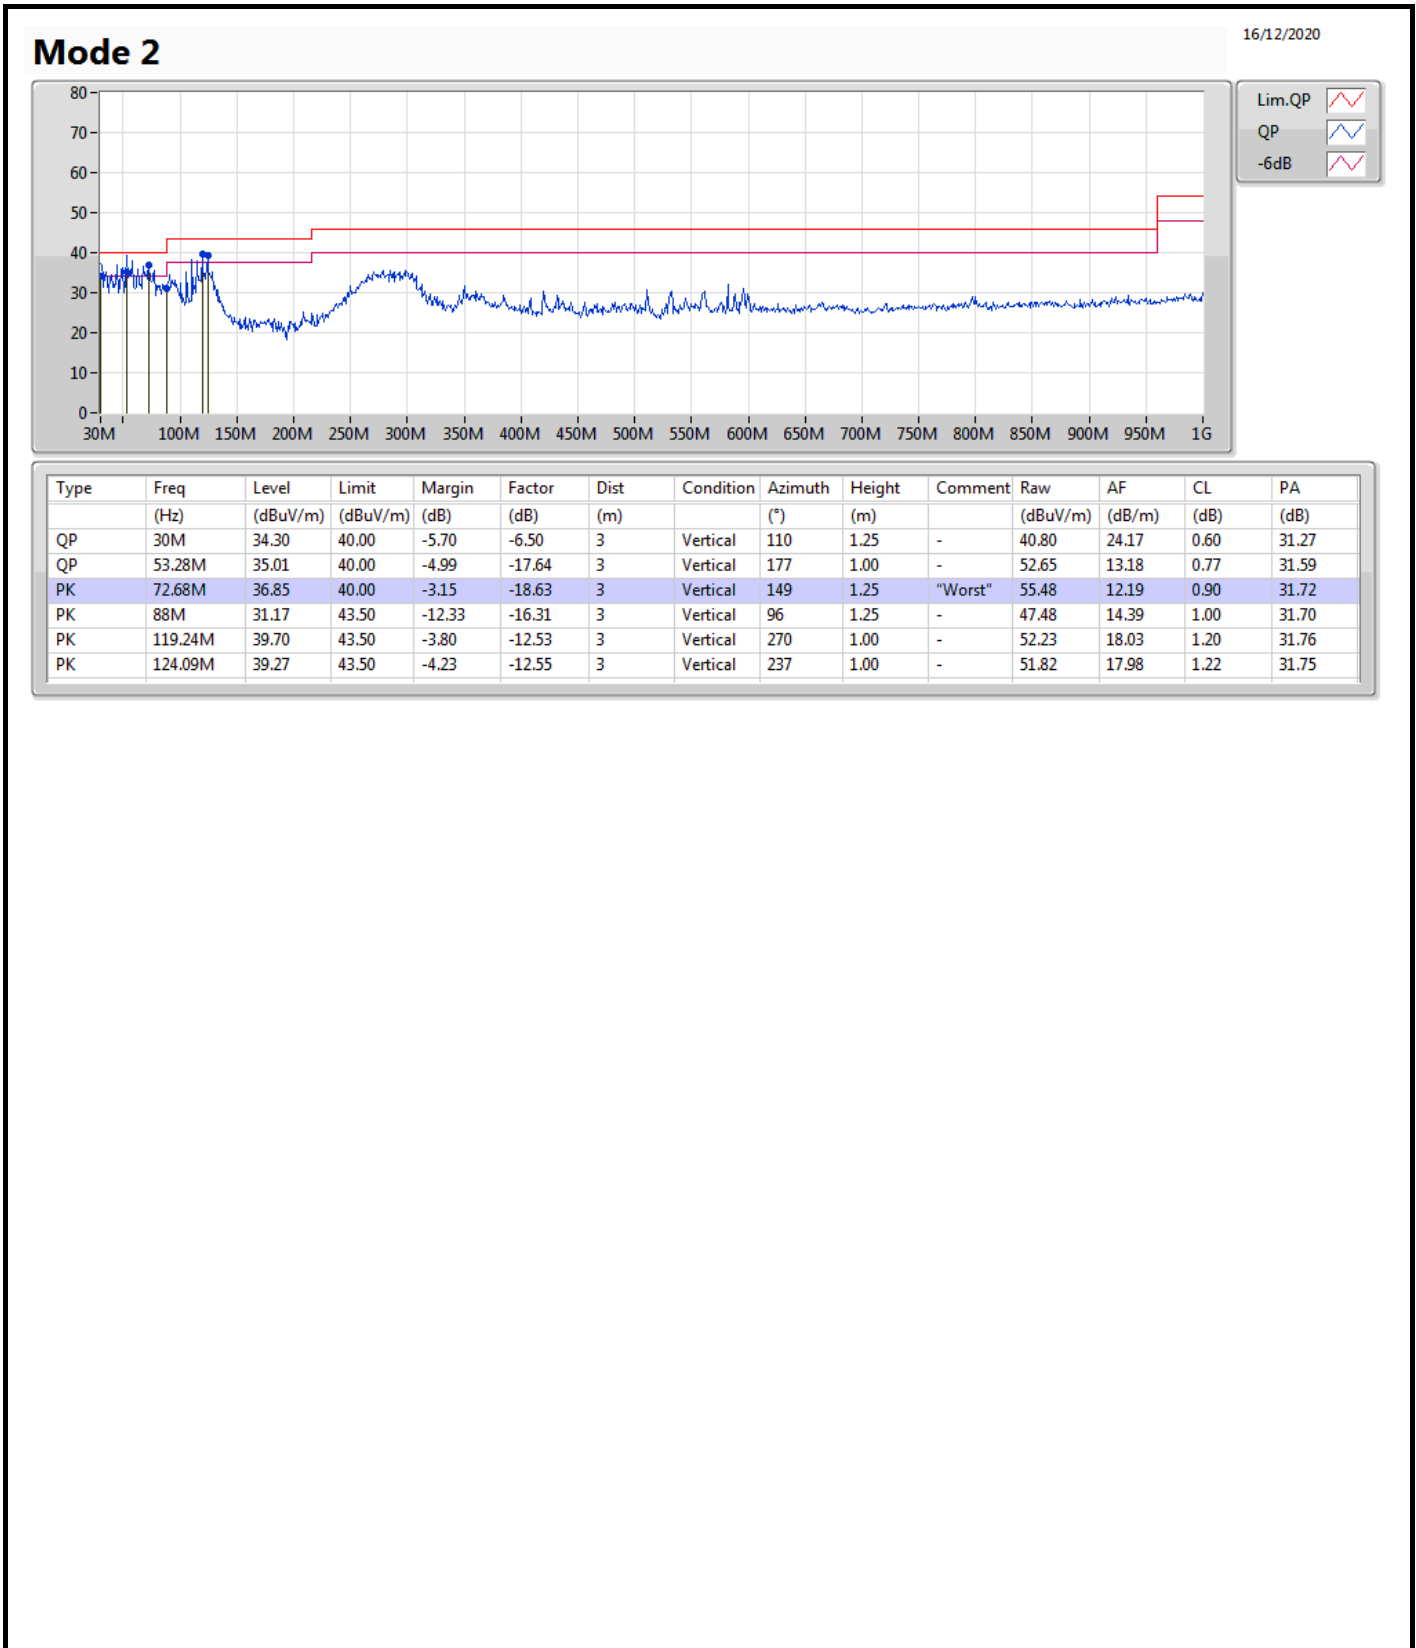 16/12/2020
Mode 2
80
70
60
50
40
30
20
10
0
30M 100M 150M 200M 250M 300M 350M 400M 450M 500M 550M 600M 650M 700M 750M 800M 850M 900M 950M 1G
Lim.QP
QP
-6dB
Type Freq Level Limit Margin Factor Dist Condition Azimuth Height Comment Raw AF CL PA
(Hz) (dBuV/m) (dBuV/m) (dB) (dB) (m) (°) (m) (dBuV/m) (dB/m) (dB) (dB)
QP 30M 34.30 40.00 -5.70 -6.50 3 Vertical 110 1.25 - 40.80 24.17 0.60 31.27
QP 53.28M 35.01 40.00 -4.99 -17.64 3 Vertical 177 1.00 - 52.65 13.18 0.77 31.59
PK 72.68M 36.85 40.00 -3.15 -18.63 3 Vertical 149 1.25 "Worst" 55.48 12.19 0.90 31.72
PK 88M 31.17 43.50 -12.33 -16.31 3 Vertical 96 1.25 - 47.48 14.39 1.00 31.70
PK 119.24M 39.70 43.50 -3.80 -12.53 3 Vertical 270 1.00 - 52.23 18.03 1.20 31.76
PK 124.09M 39.27 43.50 -4.23 -12.55 3 Vertical 237 1.00 - 51.82 17.98 1.22 31.75